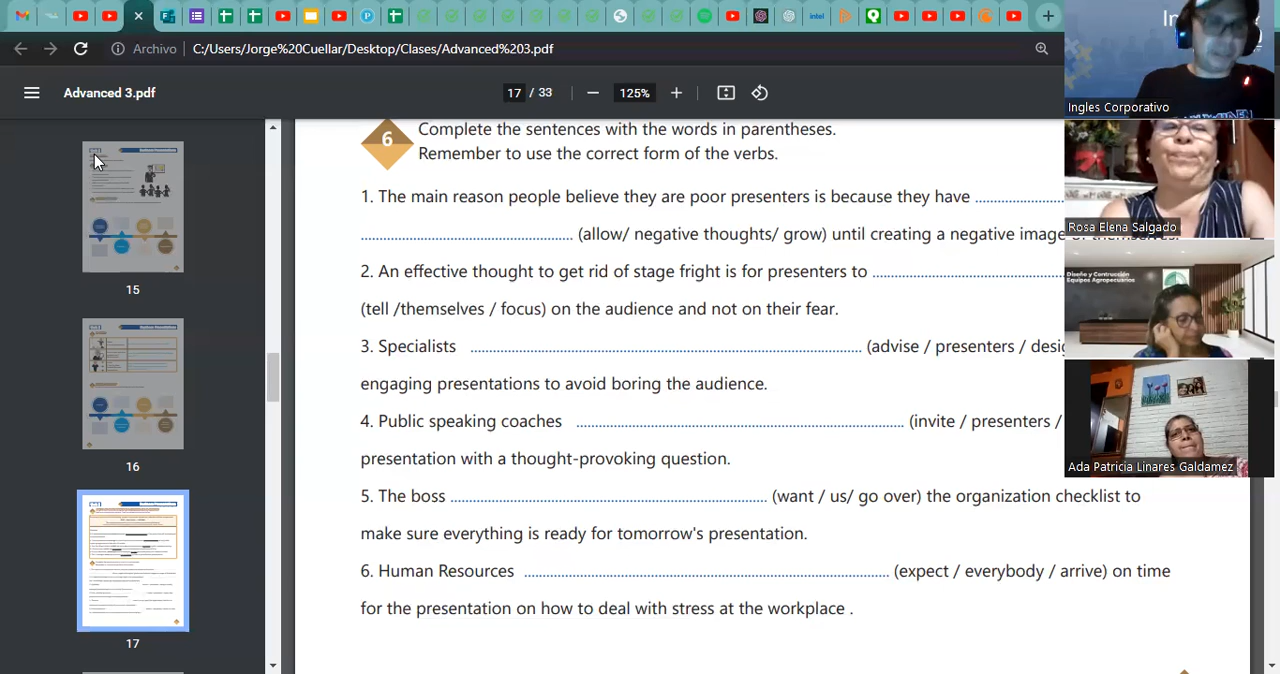 Archivo C:/Users/Jorge%20Cuellar/Desktop/Clases/Advanced%203.pdf
Advanced 3.pdf 17 / 33 125%
6 Complete the sentences with the words in parentheses.
Remember to use the correct form of the verbs.
1. The main reason people believe they are poor presenters is because they have
(allow/ negative thoughts/ grow) until creating a negative image of themselves.
2. An effective thought to get rid of stage fright is for presenters to
(tell /themselves / focus) on the audience and not on their fear.
3. Specialists (advise / presenters /
engaging presentations to avoid boring the audience.
4. Public speaking coaches (invite / presenters /
presentation with a thought-provoking question.
5. The boss (want / us/ go over) the organization checklist to
make sure everything is ready for tomorrow's presentation.
6. Human Resources (expect / everybody / arrive) on time
for the presentation on how to deal with stress at the workplace .
15
16
17
Ingles Corporativo
Rosa Elena Salgado
Diseño y Contrucción
Equipos Agropecuarios
Ada Patricia Linares Galdamez
intel